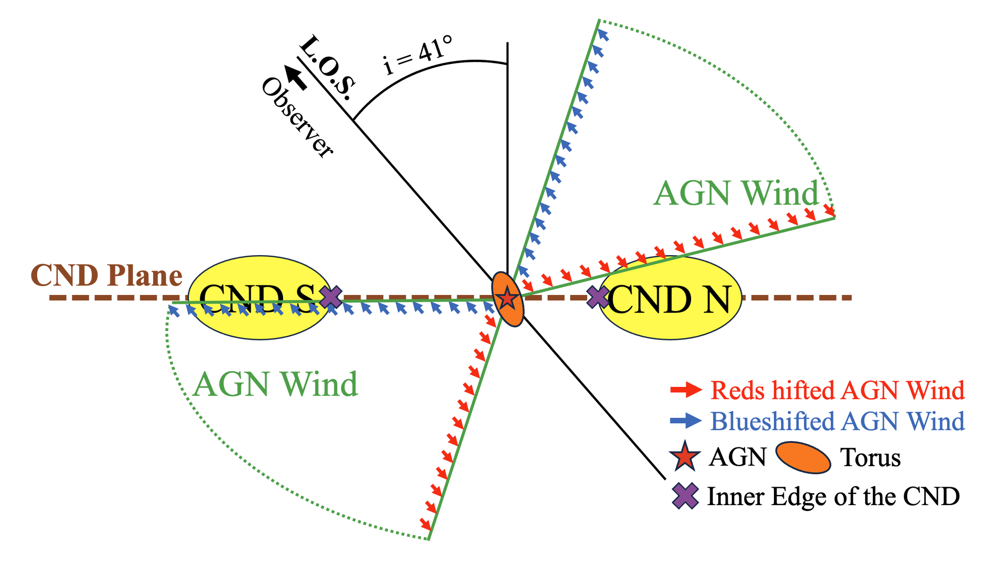 L.O.S.
Observer
i = 41°
AGN Wind
CND Plane
CND S
CND N
AGN Wind
Reds hifted AGN Wind
Blueshifted AGN Wind
AGN
Torus
Inner Edge of the CND